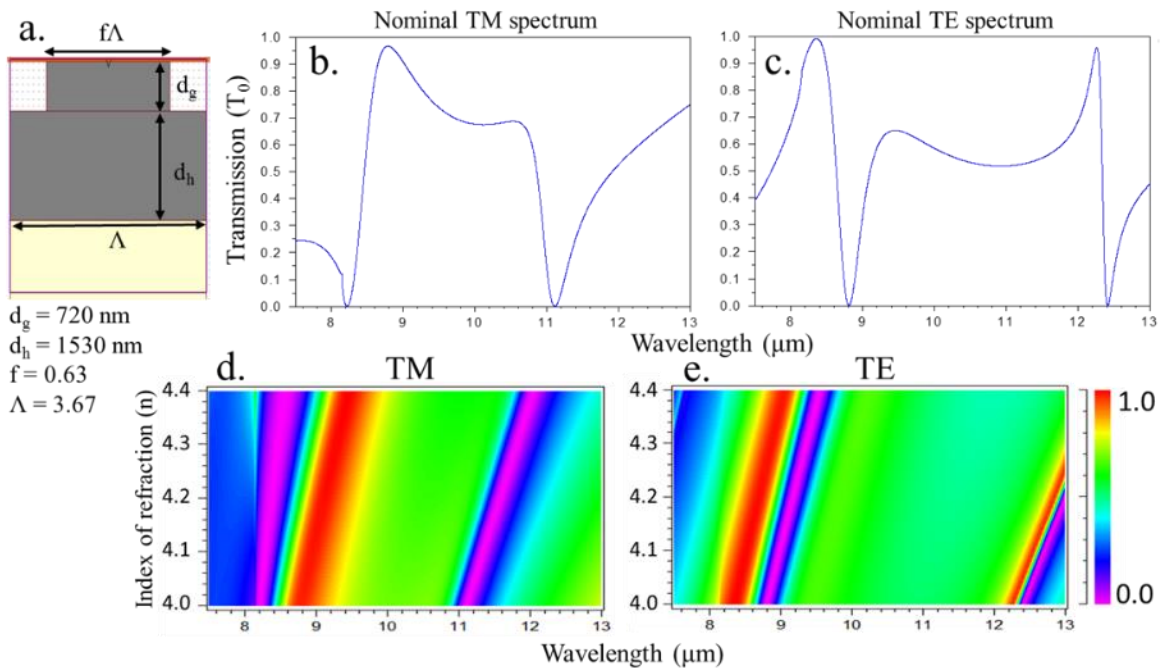 a.
fΛ
d_g
d_h
Λ
d_g = 720 nm
d_h = 1530 nm
f = 0.63
Λ = 3.67
Nominal TM spectrum
b.
Transmission (T_0)
1.0
0.9
0.8
0.7
0.6
0.5
0.4
0.3
0.2
0.1
0.0
8 9 10 11 12 13
Nominal TE spectrum
c.
1.0
0.9
0.8
0.7
0.6
0.5
0.4
0.3
0.2
0.1
0.0
8 9 10 11 12 13
Wavelength (μm)
d.
TM
Index of refraction (n)
4.4
4.3
4.2
4.1
4.0
8 9 10 11 12 13
e.
TE
4.4
4.3
4.2
4.1
4.0
8 9 10 11 12 13
1.0
0.0
Wavelength (μm)